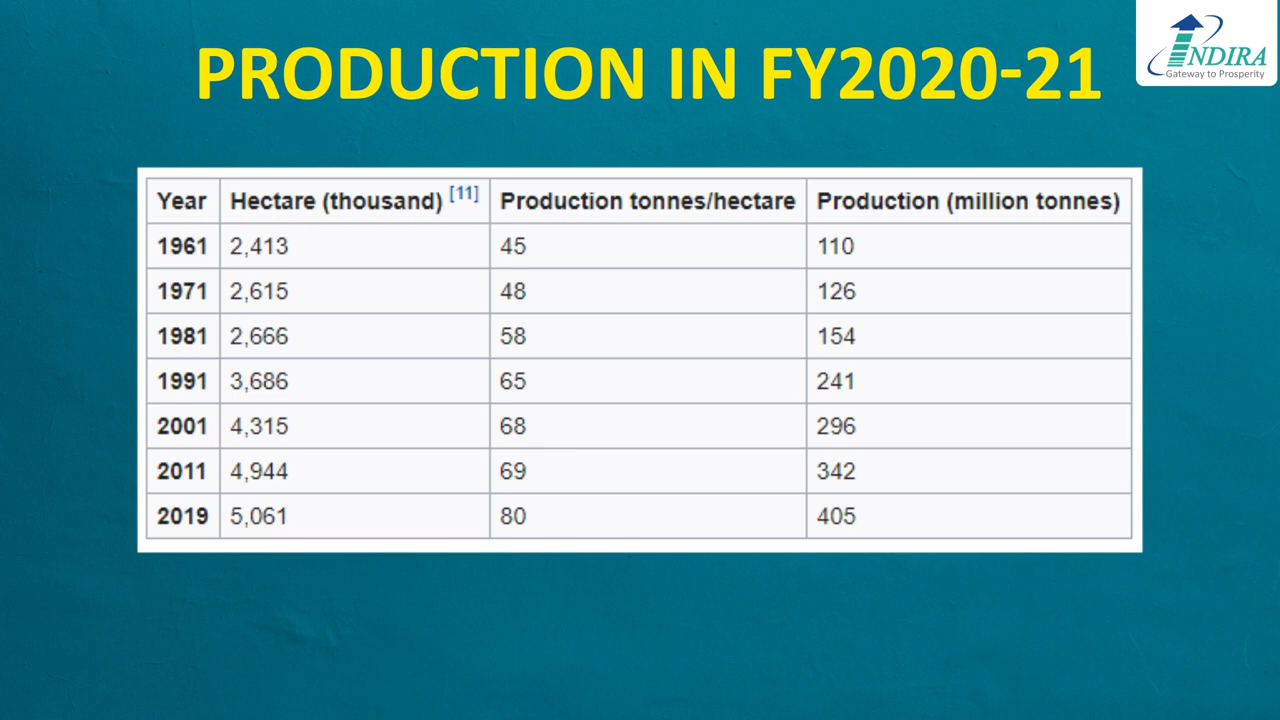 PRODUCTION IN FY2020-21
INDIRA
Gateway to Prosperity
Year Hectare (thousand) [11] Production tonnes/hectare Production (million tonnes)
1961 2,413 45 110
1971 2,615 48 126
1981 2,666 58 154
1991 3,686 65 241
2001 4,315 68 296
2011 4,944 69 342
2019 5,061 80 405